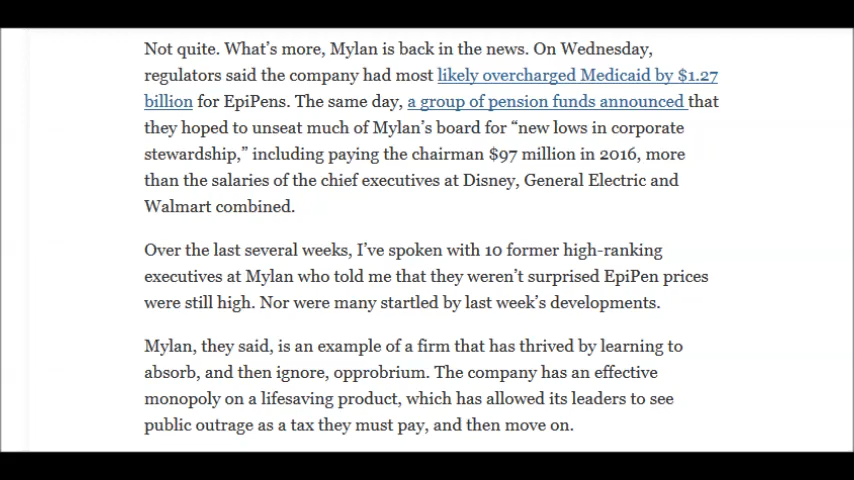 Not quite. What’s more, Mylan is back in the news. On Wednesday,
regulators said the company had most likely overcharged Medicaid by $1.27
billion for EpiPens. The same day, a group of pension funds announced that
they hoped to unseat much of Mylan’s board for “new lows in corporate
stewardship,” including paying the chairman $97 million in 2016, more
than the salaries of the chief executives at Disney, General Electric and
Walmart combined.
Over the last several weeks, I’ve spoken with 10 former high-ranking
executives at Mylan who told me that they weren’t surprised EpiPen prices
were still high. Nor were many startled by last week’s developments.
Mylan, they said, is an example of a firm that has thrived by learning to
absorb, and then ignore, opprobrium. The company has an effective
monopoly on a lifesaving product, which has allowed its leaders to see
public outrage as a tax they must pay, and then move on.